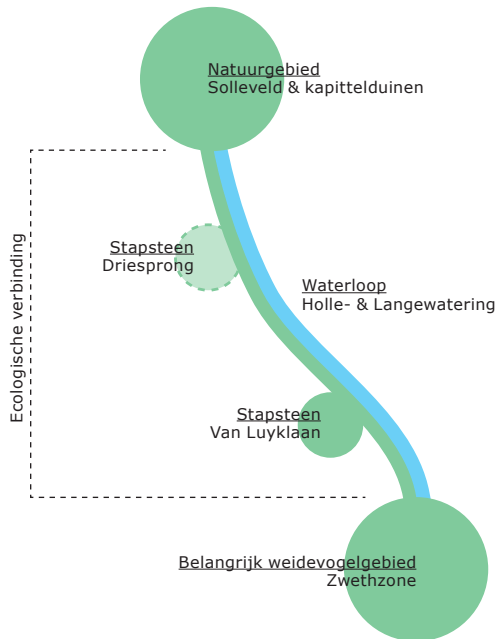 Natuurgebied
Solleveld & kapittelduinen
Stapsteen
Driesprong
Waterloop
Holle- & Langewatering
Ecologische verbinding
Stapsteen
Van Luyklaan
Belangrijk weidevogelgebied
Zwethzone